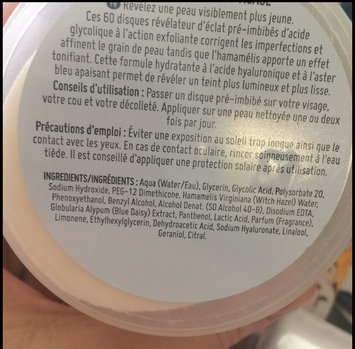 FR Révélez une peau visiblement plus jeune.
Ces 60 disques révélateur d'éclat pré-imbibés d'acide
glycolique à l'action exfoliante corrigent les imperfections et
affinent le grain de peau tandis que l'hamamélis apporte un effet
tonifiant. Cette formule hydratante à l'acide hyaluronique et à l'aster
bleu apaisant permet de révéler un teint plus lumineux et plus lisse.
Conseils d'utilisation : Passer un disque pré-imbibé sur votre visage,
votre cou et votre décolleté. Appliquer sur une peau nettoyée une ou deux
fois par jour.
Précautions d'emploi : Éviter une exposition au soleil trop longue ainsi que le
contact avec les yeux. En cas de contact oculaire, rincer soigneusement à l'eau
tiède. Il est conseillé d'appliquer une protection solaire après utilisation.
INGREDIENTS/INGRÉDIENTS : Aqua (Water/Eau), Glycerin, Glycolic Acid, Polysorbate 20,
Sodium Hydroxide, PEG-12 Dimethicone, Hamamelis Virginiana (Witch Hazel) Water,
Phenoxyethanol, Benzyl Alcohol, Alcohol Denat. (SD Alcohol 40-B), Disodium EDTA,
Globularia Alypum (Blue Daisy) Extract, Panthenol, Lactic Acid, Parfum (Fragrance),
Limonene, Ethylhexylglycerin, Dehydroacetic Acid, Sodium Hyaluronate, Linalool,
Geraniol, Citral.